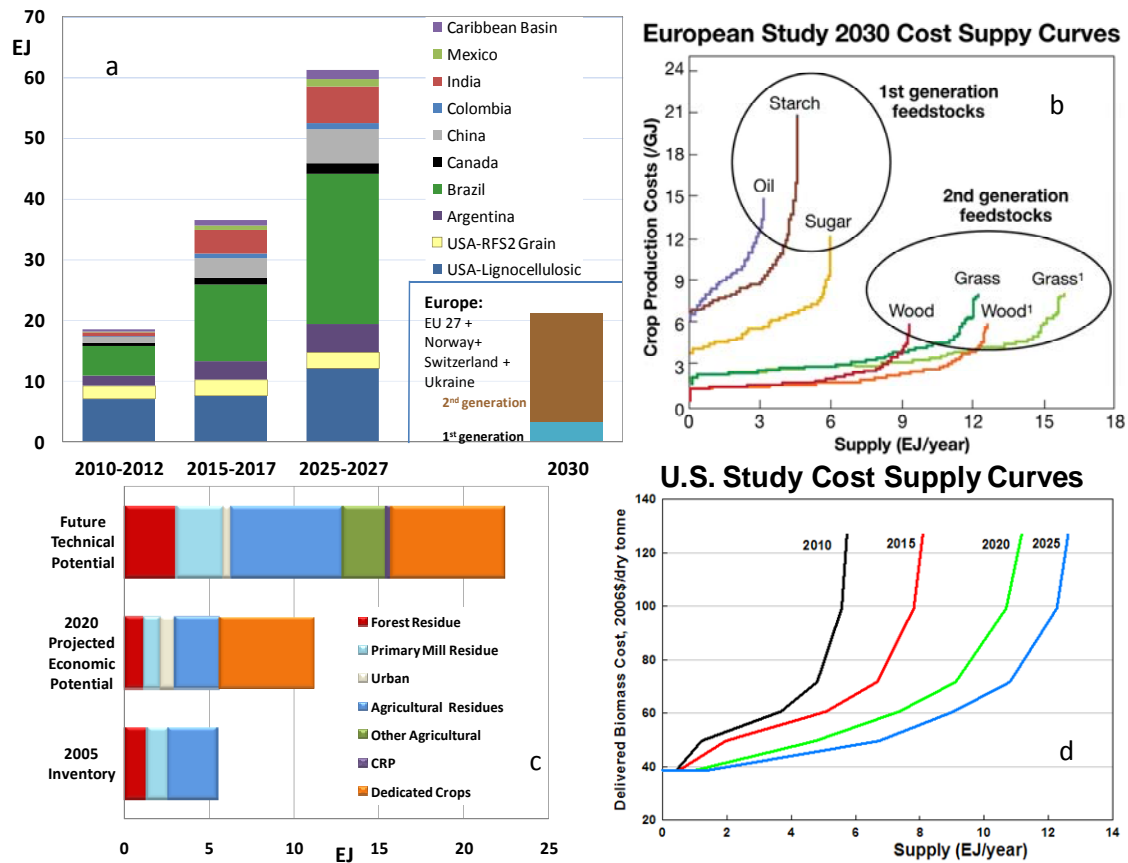 70
EJ
60
50
40
30
20
10
0
a
Caribbean Basin
Mexico
India
Colombia
China
Canada
Brazil
Argentina
USA-RFS2 Grain
USA-Lignocellulosic
Europe:
EU 27 +
Norway+
Switzerland +
Ukraine
2nd generation
1st generation
2010-2012 2015-2017 2025-2027 2030
European Study 2030 Cost Suppy Curves
b
24
21
18
15
12
9
6
3
0
Crop Production Costs (/GJ)
Starch
1st generation
feedstocks
Oil
Sugar
2nd generation
feedstocks
Grass Grass¹
Wood Wood¹
0 3 6 9 12 15 18
Supply (EJ/year)
Future
Technical
Potential
2020
Projected
Economic
Potential
2005
Inventory
Forest Residue
Primary Mill Residue
Urban
Agricultural Residues
Other Agricultural
CRP
Dedicated Crops
c
0 5 10 15 20 25
EJ
U.S. Study Cost Supply Curves
140
120
100
80
60
40
20
Delivered Biomass Cost, 2006$/dry tonne
2010 2015 2020 2025
d
0 2 4 6 8 10 12 14
Supply (EJ/year)